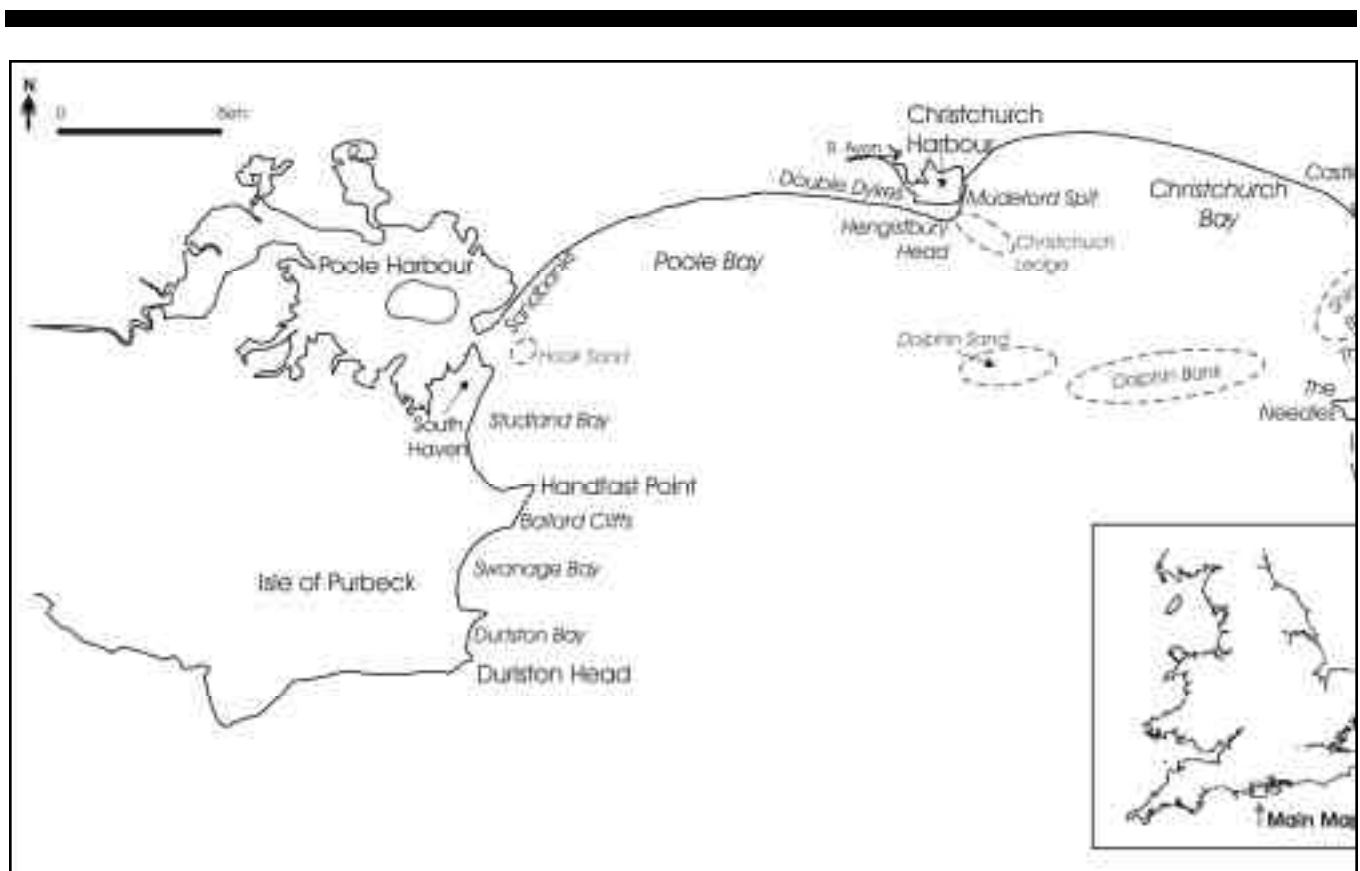 N
0
Christchurch
Harbour
R. Avon
Double Dykes
Mudeford Spit
Christchurch
Bay
Hengistbury
Head
Christchuch
Ledge
Poole Harbour
Sandbanks
Poole Bay
Hook Sand
Dolphin Sand
Dolphin Bank
The
Needles
South
Haven
Studland Bay
Handfast Point
Ballard Cliffs
Swanage Bay
Isle of Purbeck
Durlston Bay
Durlston Head
Main Map